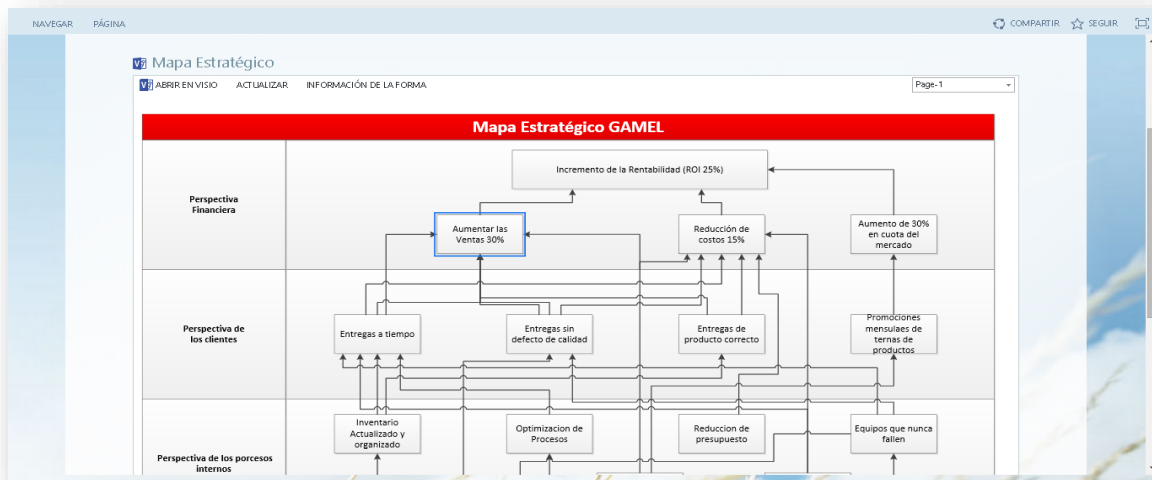 NAVEGAR PÁGINA COMPARTIR SEGUIR
Mapa Estratégico
ABRIR EN VISIO ACTUALIZAR INFORMACIÓN DE LA FORMA Page-1
Mapa Estratégico GAMEL
Perspectiva
Financiera
Incremento de la Rentabilidad (ROI 25%)
Aumentar las
Ventas 30%
Reducción de
costos 15%
Aumento de 30%
en cuota del
mercado
Perspectiva de
los clientes
Entregas a tiempo
Entregas sin
defecto de calidad
Entregas de
producto correcto
Promociones
mensulaes de
ternas de
productos
Perspectiva de los porcesos
internos
Inventario
Actualizado y
organizado
Optimizacion de
Procesos
Reduccion de
presupuesto
Equipos que nunca
fallen